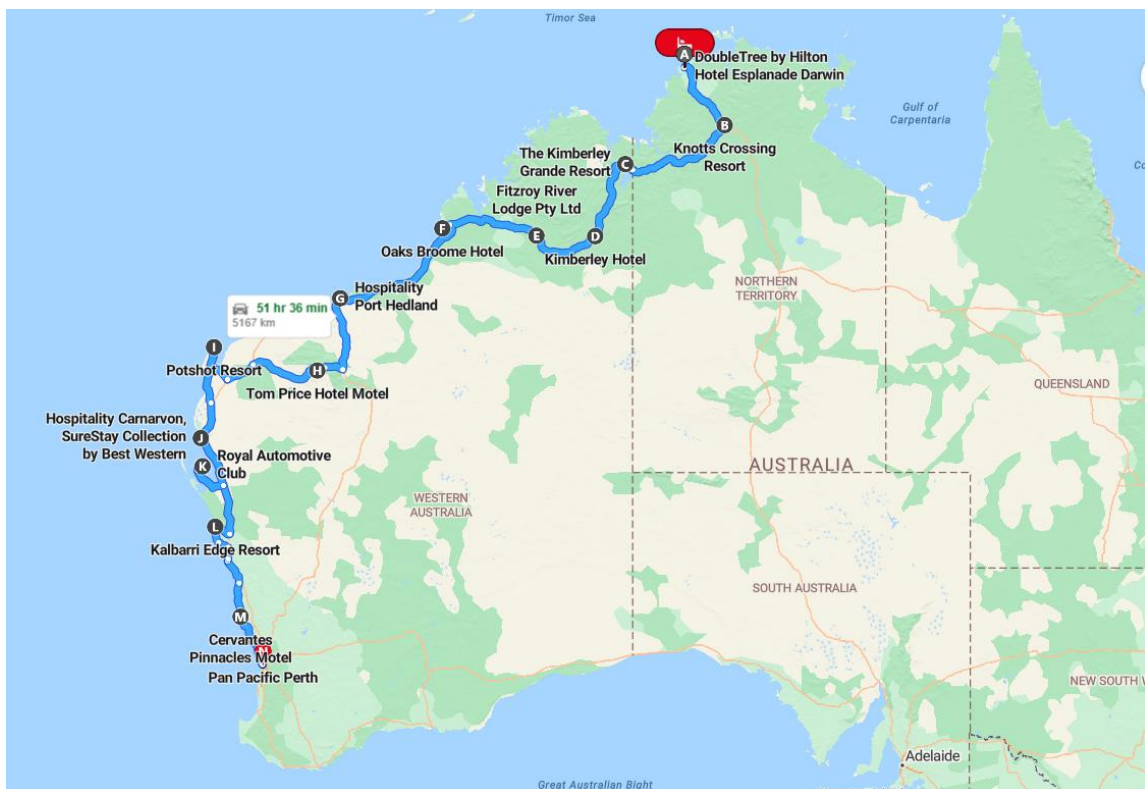 Timor Sea
A
DoubleTree by Hilton
Hotel Esplanade Darwin
Gulf of
Carpentaria
B
Knotts Crossing
Resort
The Kimberley
Grande Resort
C
Fitzroy River
Lodge Pty Ltd
F
E
D
Oaks Broome Hotel
Kimberley Hotel
G
Hospitality
Port Hedland
NORTHERN
TERRITORY
51 hr 36 min
5167 km
I
Potshot Resort
H
Tom Price Hotel Motel
QUEENSLAND
Hospitality Carnarvon,
SureStay Collection
by Best Western
J
K
Royal Automotive
Club
AUSTRALIA
WESTERN
AUSTRALIA
L
Kalbarri Edge Resort
SOUTH AUSTRALIA
M
Cervantes
Pinnacles Motel
N
Pan Pacific Perth
NEW SOUTH W
Adelaide
Great Australian Bight